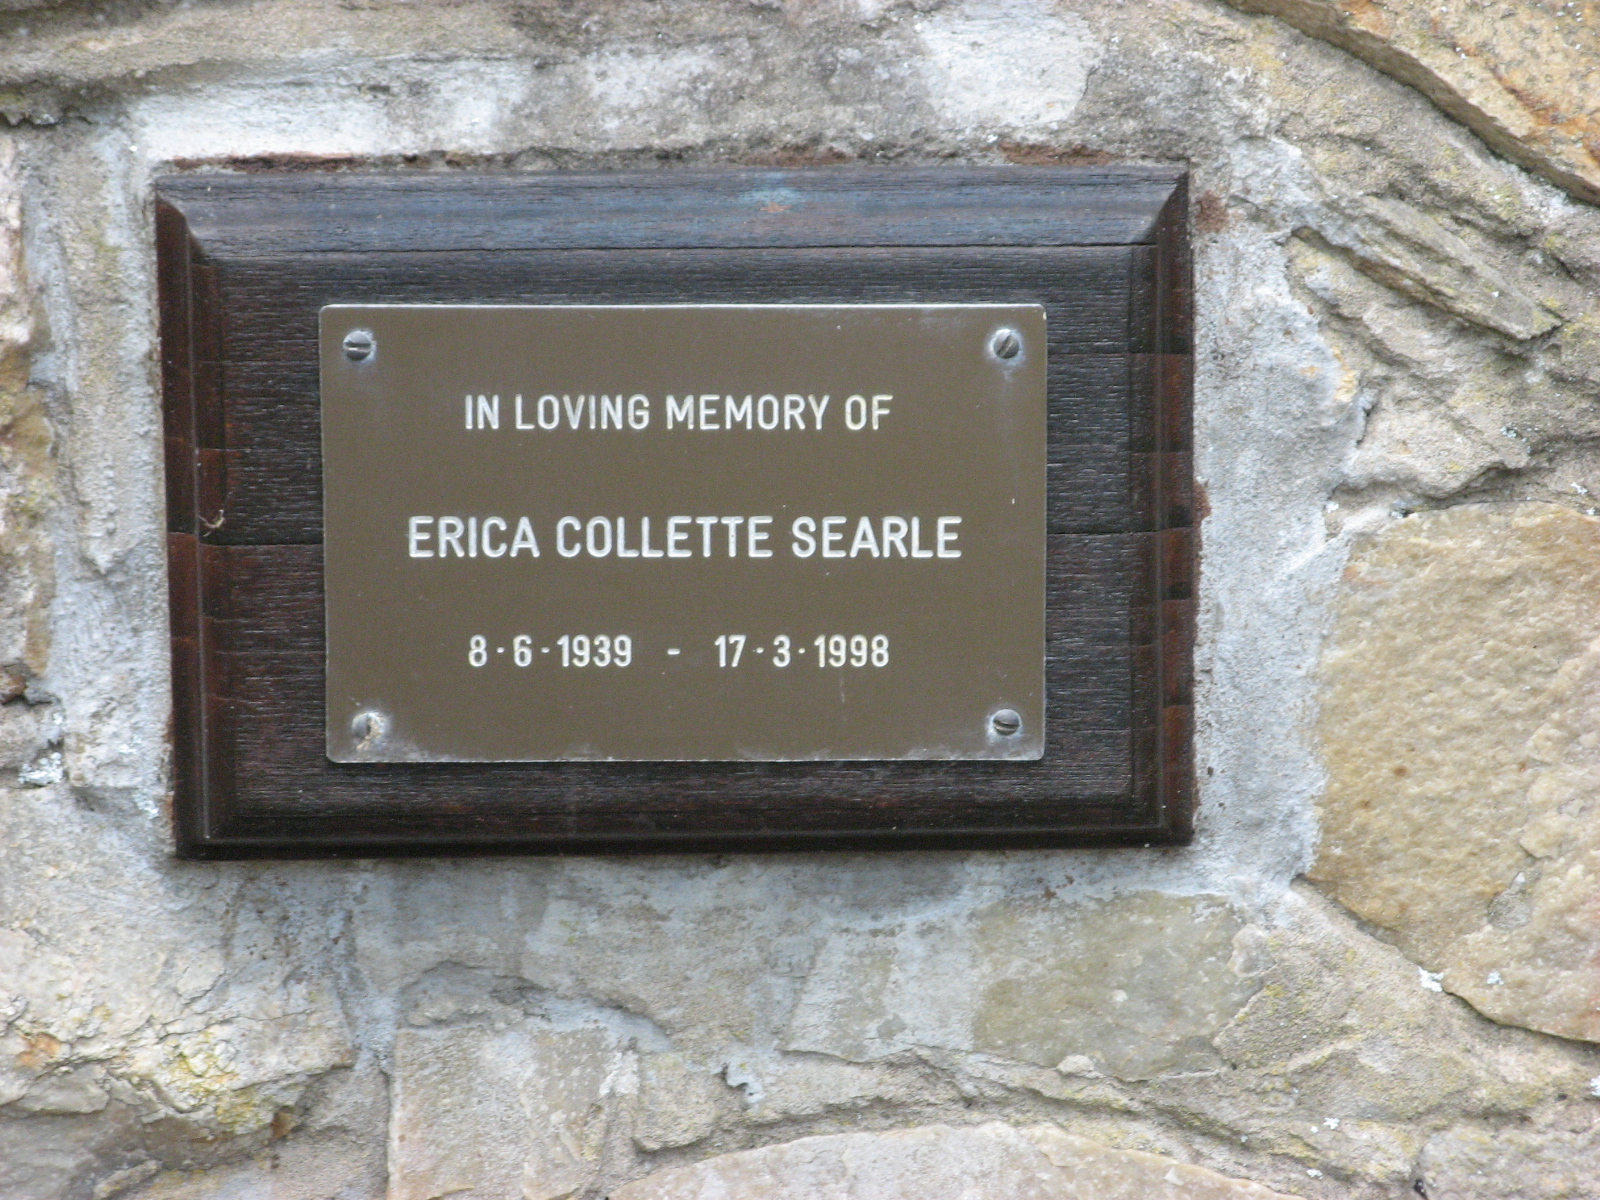 IN LOVING MEMORY OF
ERICA COLLETTE SEARLE
8·6·1939 - 17·3·1998